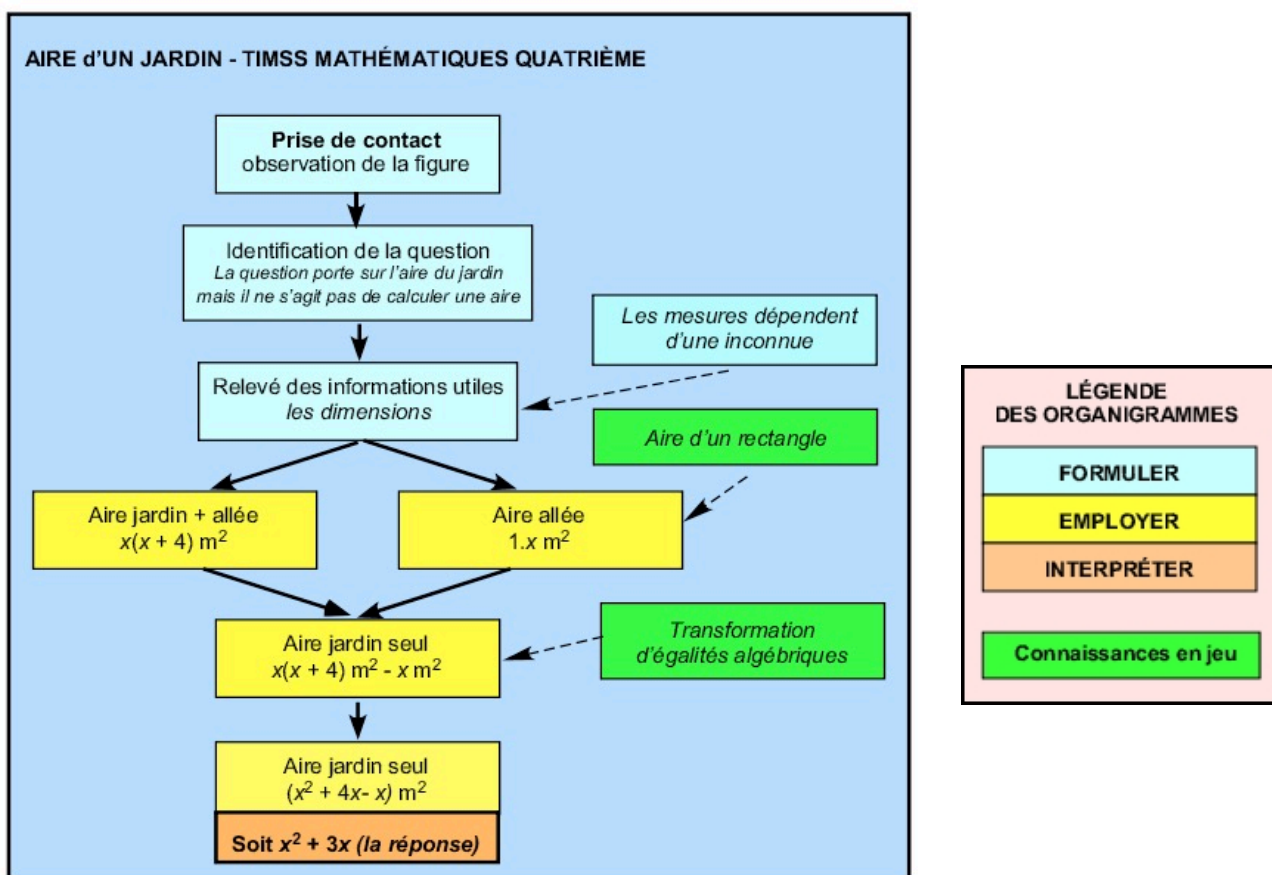 AIRE d'UN JARDIN - TIMSS MATHÉMATIQUES QUATRIÈME
Prise de contact
observation de la figure
Identification de la question
La question porte sur l'aire du jardin
mais il ne s'agit pas de calculer une aire
Les mesures dépendent
d'une inconnue
Relevé des informations utiles
les dimensions
Aire d'un rectangle
Aire jardin + allée
x(x + 4) m²
Aire allée
1.x m²
Aire jardin seul
x(x + 4) m² - x m²
Transformation
d'égalités algébriques
Aire jardin seul
(x² + 4x- x) m²
Soit x² + 3x (la réponse)
LÉGENDE
DES ORGANIGRAMMES
FORMULER
EMPLOYER
INTERPRÉTER
Connaissances en jeu